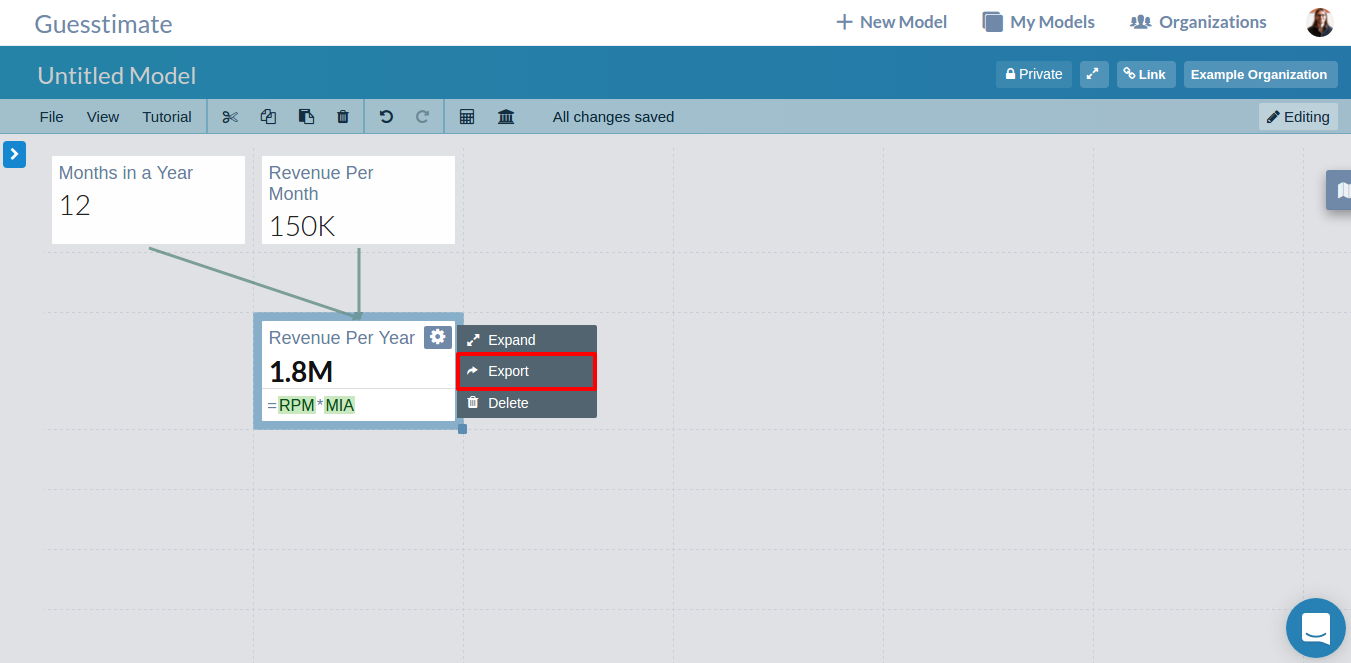 Guesstimate
New Model
My Models
Organizations
Untitled Model
Private
Link
Example Organization
File
View
Tutorial
All changes saved
Editing
Months in a Year
12
Revenue Per
Month
150K
Revenue Per Year
1.8M
=RPM*MIA
Expand
Export
Delete